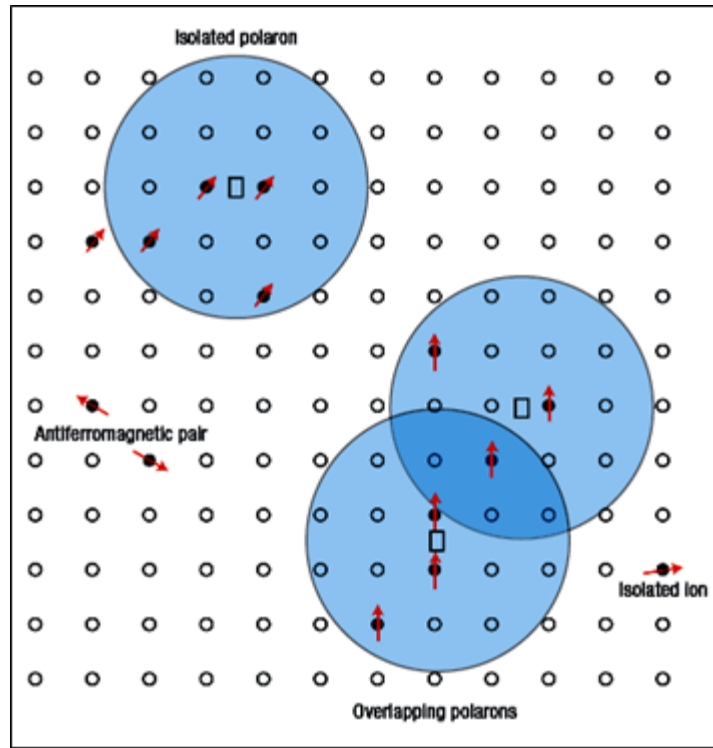 Isolated polaron
Antiferromagnetic pair
Isolated ion
Overlapping polarons